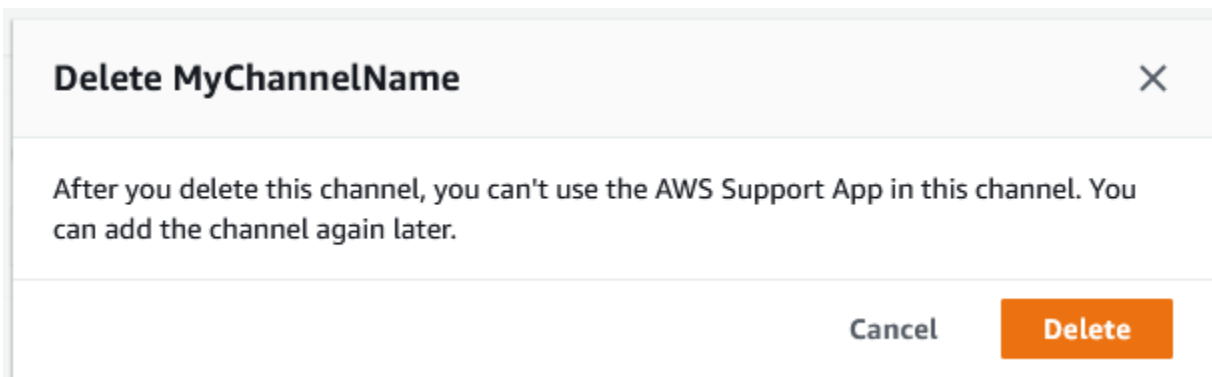 Delete MyChannelName
After you delete this channel, you can't use the AWS Support App in this channel. You
can add the channel again later.
Cancel
Delete